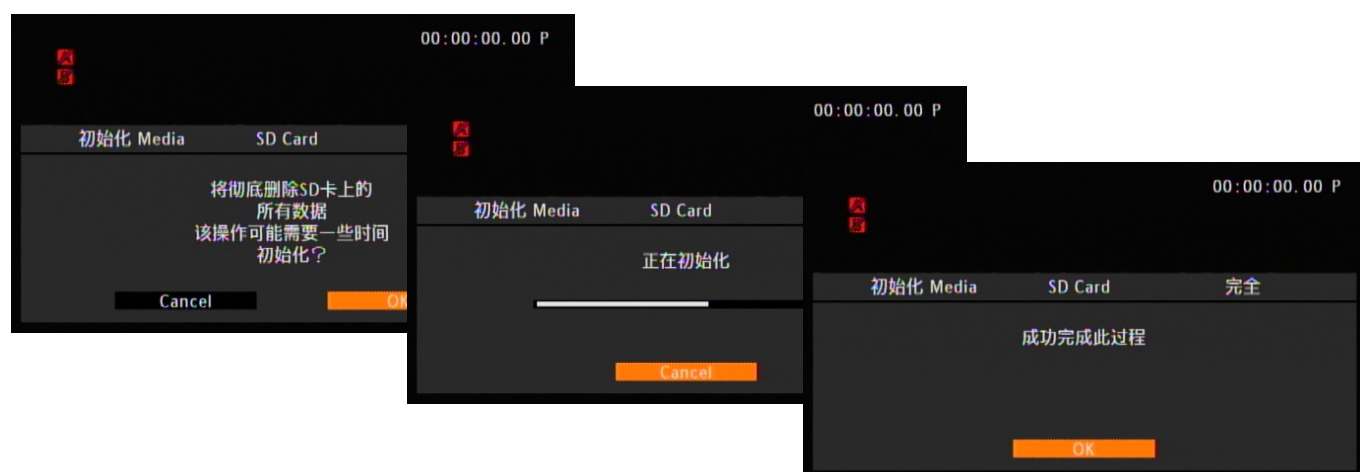 00:00:00.00 P
初始化 Media SD Card
将彻底删除SD卡上的
所有数据
该操作可能需要一些时间
初始化?
Cancel OK
00:00:00.00 P
初始化 Media SD Card
正在初始化
Cancel
00:00:00.00 P
初始化 Media SD Card 完全
成功完成此过程
OK